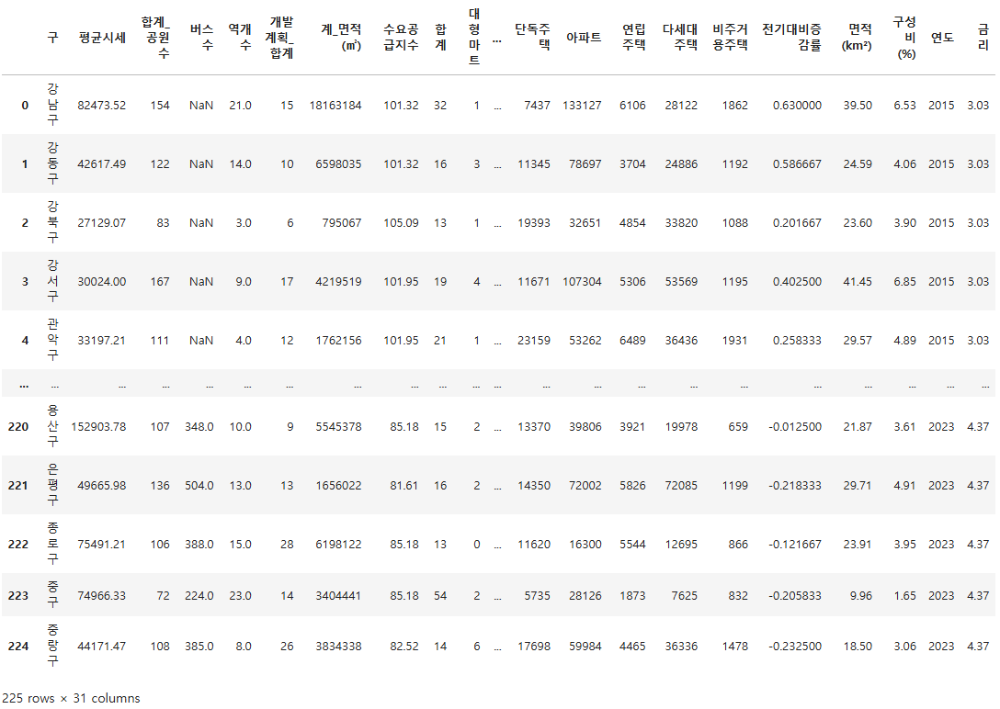 구 평균시세 합계_공원수 버스수 역개수 개발계획_합계 계_면적(㎡) 수요공급지수 합계 대형마트 ... 단독주택 아파트 연립주택 다세대주택 비주거용주택 전기대비증감률 면적(km²) 구성비(%) 연도 금리
0 강남구 82473.52 154 NaN 21.0 15 18163184 101.32 32 1 ... 7437 133127 6106 28122 1862 0.630000 39.50 6.53 2015 3.03
1 강동구 42617.49 122 NaN 14.0 10 6598035 101.32 16 3 ... 11345 78697 3704 24886 1192 0.586667 24.59 4.06 2015 3.03
2 강북구 27129.07 83 NaN 3.0 6 795067 105.09 13 1 ... 19393 32651 4854 33820 1088 0.201667 23.60 3.90 2015 3.03
3 강서구 30024.00 167 NaN 9.0 17 4219519 101.95 19 4 ... 11671 107304 5306 53569 1195 0.402500 41.45 6.85 2015 3.03
4 관악구 33197.21 111 NaN 4.0 12 1762156 101.95 21 1 ... 23159 53262 6489 36436 1931 0.258333 29.57 4.89 2015 3.03
... ... ... ... ... ... ... ... ... ... ... ... ... ... ... ... ... ... ... ... ... ...
220 용산구 152903.78 107 348.0 10.0 9 5545378 85.18 15 2 ... 13370 39806 3921 19978 659 -0.012500 21.87 3.61 2023 4.37
221 은평구 49665.98 136 504.0 13.0 13 1656022 81.61 16 2 ... 14350 72002 5826 72085 1199 -0.218333 29.71 4.91 2023 4.37
222 종로구 75491.21 106 388.0 15.0 28 6198122 85.18 13 0 ... 11620 16300 5544 12695 866 -0.121667 23.91 3.95 2023 4.37
223 중구 74966.33 72 224.0 23.0 14 3404441 85.18 54 2 ... 5735 28126 1873 7625 832 -0.205833 9.96 1.65 2023 4.37
224 중랑구 44171.47 108 385.0 8.0 26 3834338 82.52 14 6 ... 17698 59984 4465 36336 1478 -0.232500 18.50 3.06 2023 4.37
225 rows × 31 columns